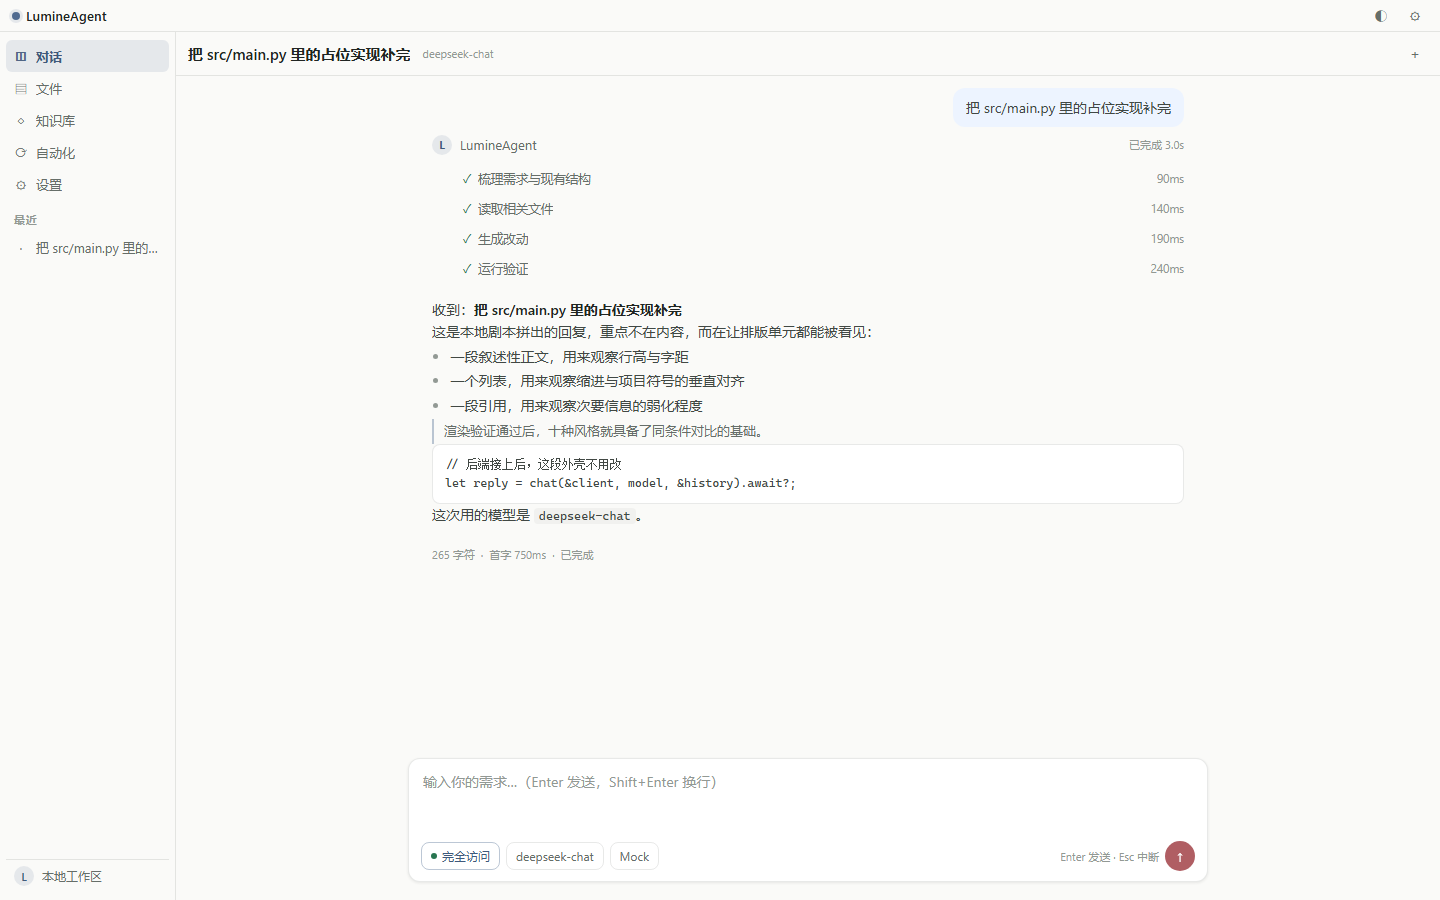 LumineAgent
对话
文件
知识库
自动化
设置
最近
把 src/main.py 里的...
L 本地工作区
把 src/main.py 里的占位实现补完 deepseek-chat
+
把 src/main.py 里的占位实现补完
L LumineAgent 已完成 3.0s
✓ 梳理需求与现有结构 90ms
✓ 读取相关文件 140ms
✓ 生成改动 190ms
✓ 运行验证 240ms
收到：把 src/main.py 里的占位实现补完
这是本地剧本拼出的回复，重点不在内容，而在让排版单元都能被看见：
• 一段叙述性正文，用来观察行高与字距
• 一个列表，用来观察缩进与项目符号的垂直对齐
• 一段引用，用来观察次要信息的弱化程度
渲染验证通过后，十种风格就具备了同条件对比的基础。
// 后端接上后，这段外壳不用改
let reply = chat(&client, model, &history).await?;
这次用的模型是 deepseek-chat 。
265 字符 · 首字 750ms · 已完成
输入你的需求...（Enter 发送，Shift+Enter 换行）
完全访问 deepseek-chat Mock Enter 发送 · Esc 中断 ↑